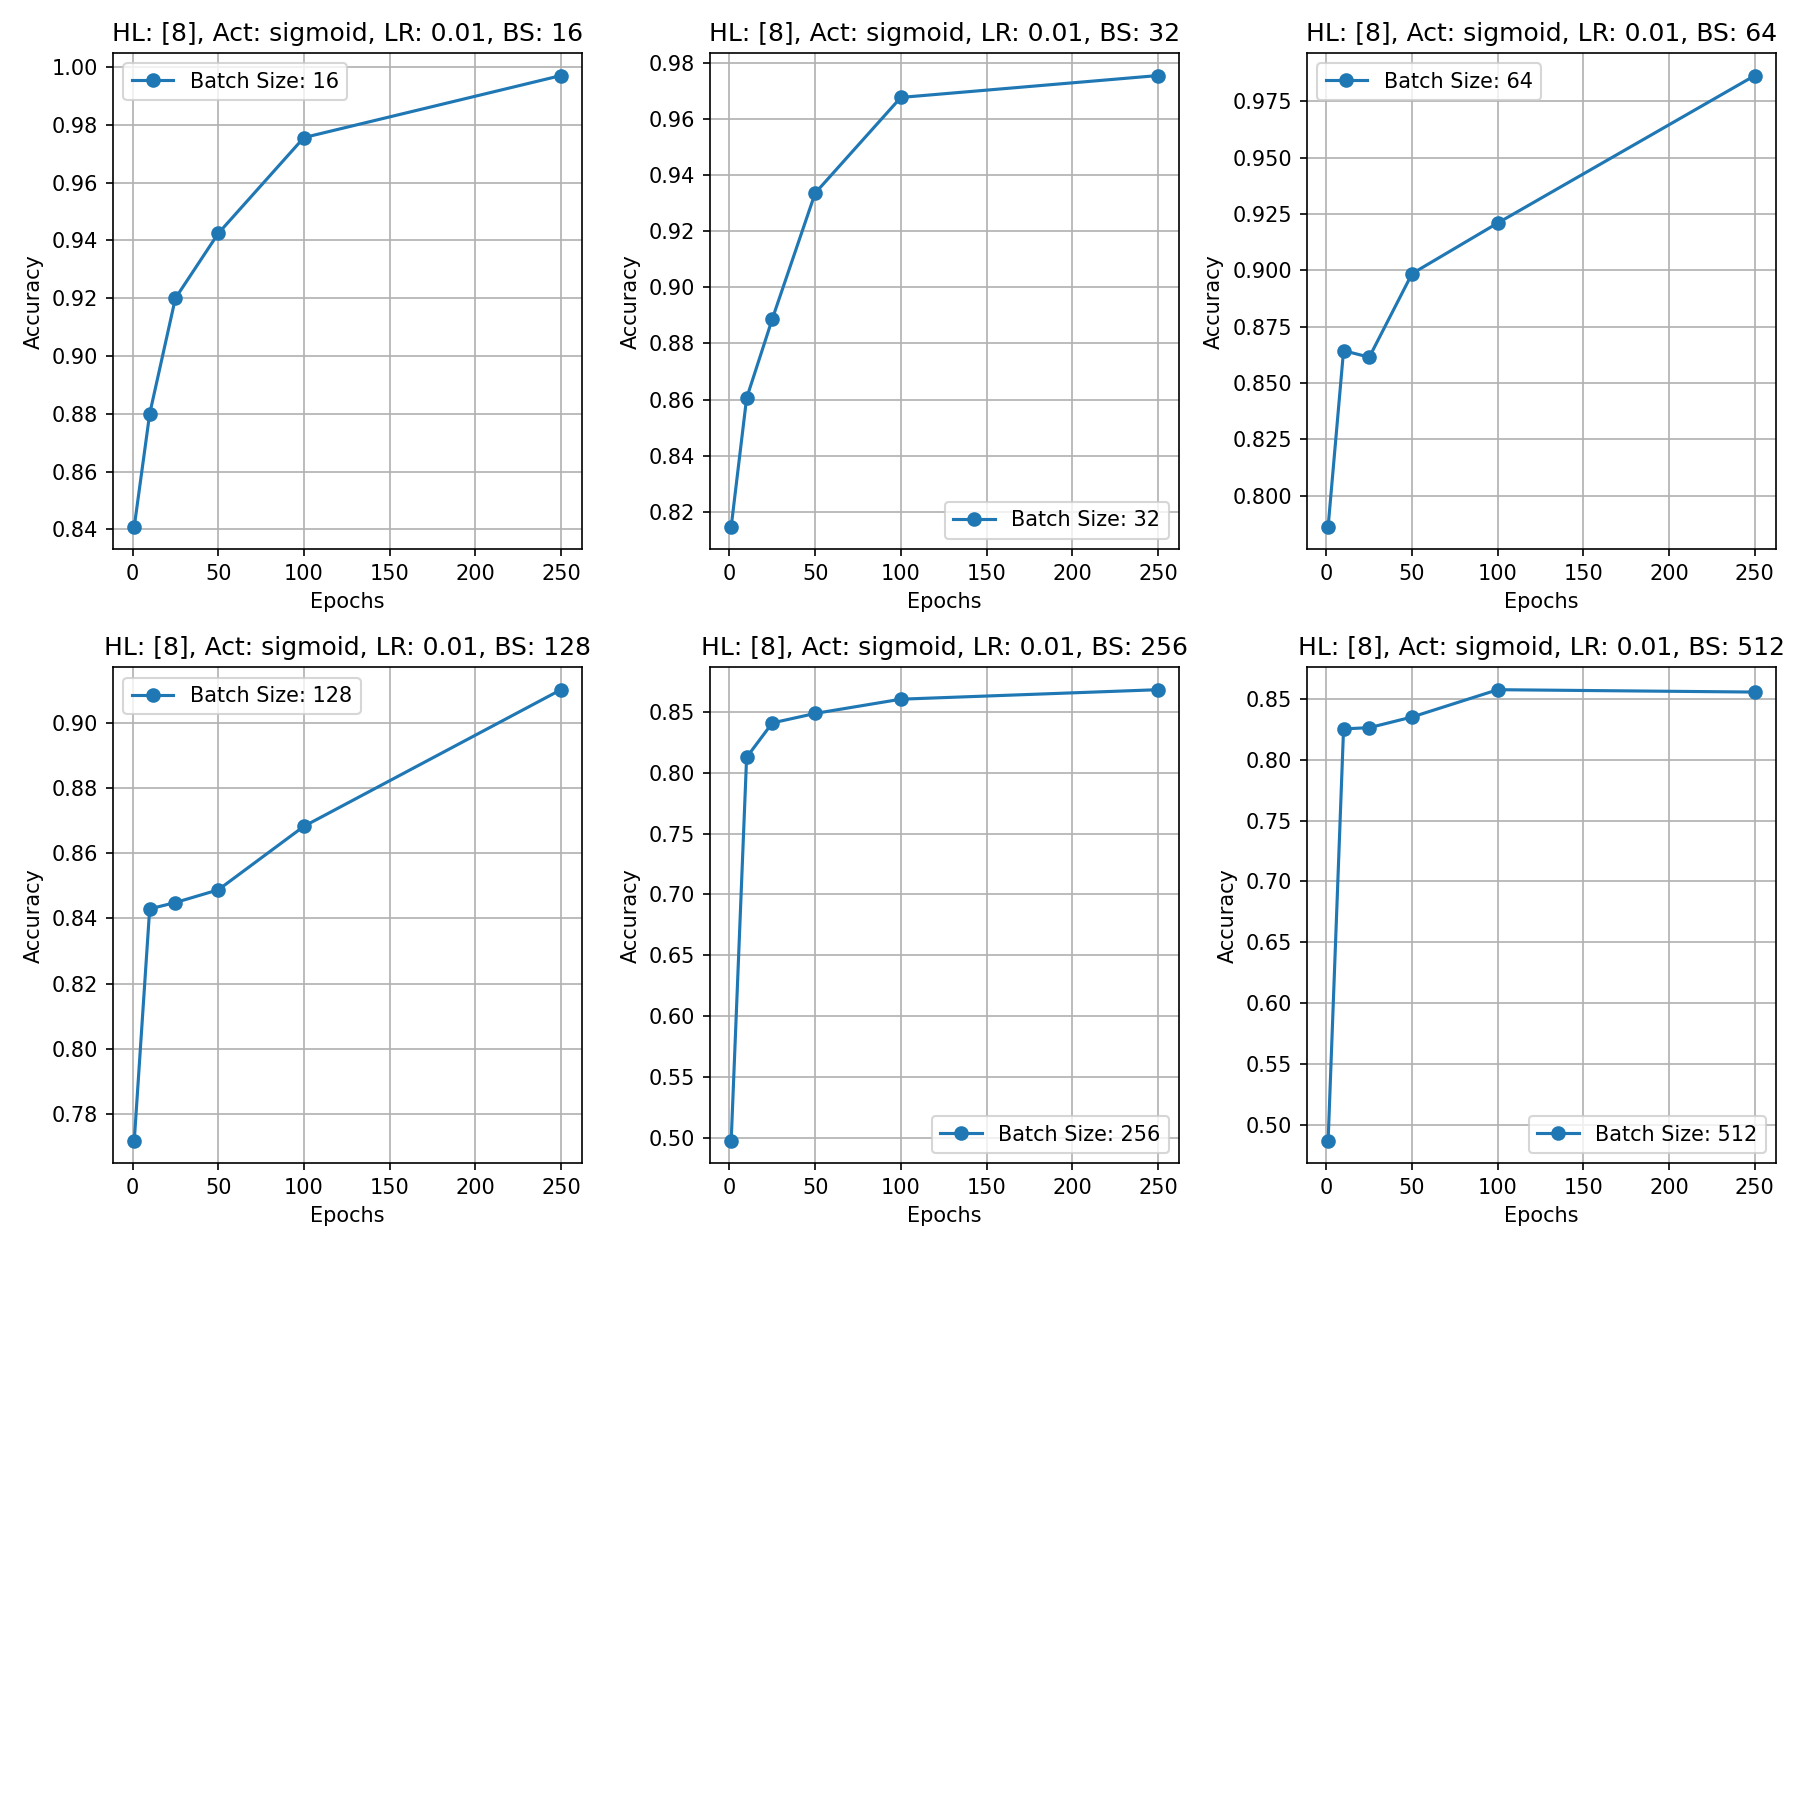 HL: [8], Act: sigmoid, LR: 0.01, BS: 16
Batch Size: 16
1.00
0.98
0.96
0.94
0.92
0.90
0.88
0.86
0.84
Accuracy
0 50 100 150 200 250
Epochs
HL: [8], Act: sigmoid, LR: 0.01, BS: 32
0.98
0.96
0.94
0.92
0.90
0.88
0.86
0.84
0.82
Accuracy
Batch Size: 32
0 50 100 150 200 250
Epochs
HL: [8], Act: sigmoid, LR: 0.01, BS: 64
Batch Size: 64
0.975
0.950
0.925
0.900
0.875
0.850
0.825
0.800
Accuracy
0 50 100 150 200 250
Epochs
HL: [8], Act: sigmoid, LR: 0.01, BS: 128
Batch Size: 128
0.90
0.88
0.86
0.84
0.82
0.80
0.78
Accuracy
0 50 100 150 200 250
Epochs
HL: [8], Act: sigmoid, LR: 0.01, BS: 256
0.85
0.80
0.75
0.70
0.65
0.60
0.55
0.50
Accuracy
Batch Size: 256
0 50 100 150 200 250
Epochs
HL: [8], Act: sigmoid, LR: 0.01, BS: 512
0.85
0.80
0.75
0.70
0.65
0.60
0.55
0.50
Accuracy
Batch Size: 512
0 50 100 150 200 250
Epochs